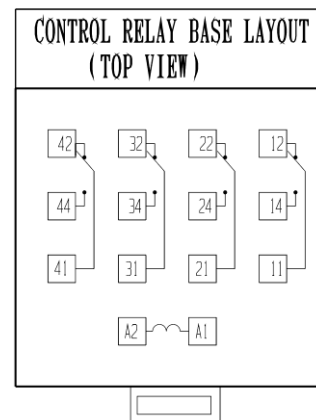 CONTROL RELAY BASE LAYOUT
(TOP VIEW)
42 32 22 12
44 34 24 14
41 31 21 11
A2 A1